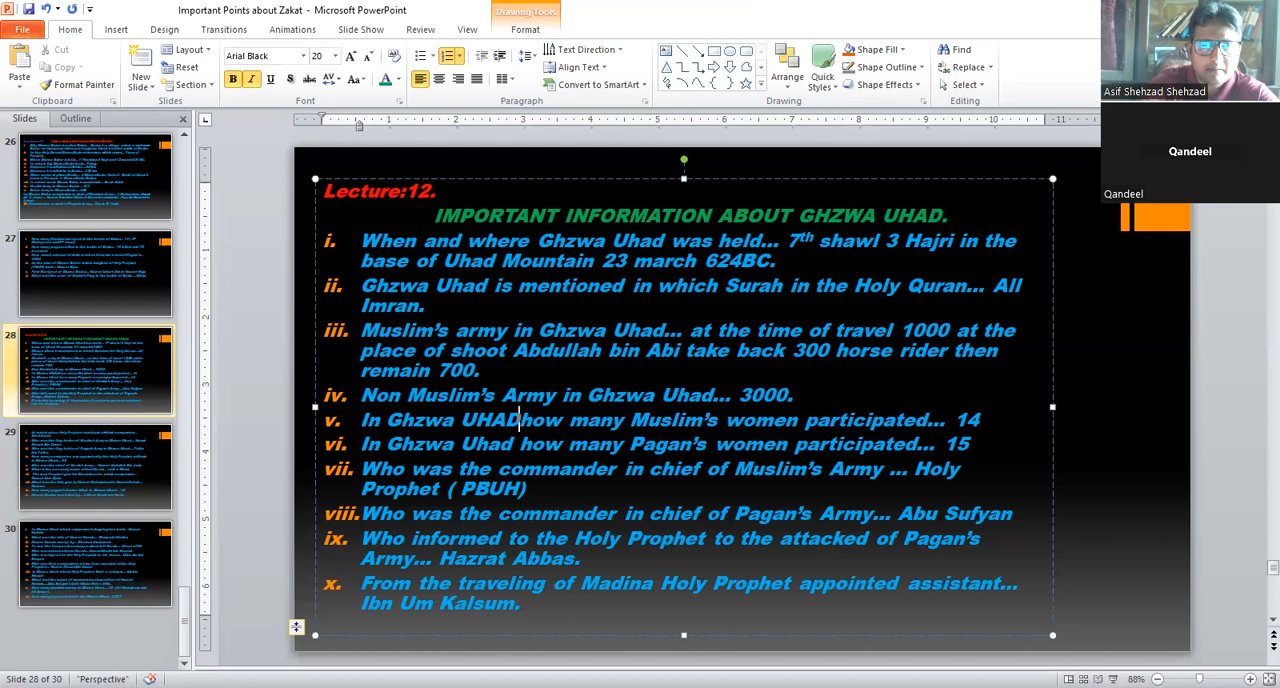 Important Points about Zakat - Microsoft PowerPoint
Drawing Tools
File Home Insert Design Transitions Animations Slide Show Review View Format
Paste Cut Copy Format Painter Clipboard
New Slide Layout Reset Section Slides
Arial Black 20 Font
Text Direction Align Text Convert to SmartArt Paragraph
Arrange Quick Styles Shape Fill Shape Outline Shape Effects Drawing
Find Replace Select Editing
Asif Shehzad Shehzad
Qandeel
Qandeel
Slides Outline
26
27
28
29
30
Lecture:12.
IMPORTANT INFORMATION ABOUT GHZWA UHAD.
i. When and where Ghzwa Uhad was held… 7th shawl 3 Hajri in the
base of Uhad Mountain 23 march 624BC.
ii. Ghzwa Uhad is mentioned in which Surah in the Holy Quran… All
Imran.
iii. Muslim's army in Ghzwa Uhad… at the time of travel 1000 at the
place of shot Abdullah bin Abi take back 300 horse rider then
remain 700.
iv. Non Muslim's Army in Ghzwa Uhad… 3000.
v. In Ghzwa UHADhow many Muslim's women participated… 14
vi. In Ghzwa Uhad how many Pagan's women participated… 15
vii. Who was the commander in chief of Muslim's Army … Holy
Prophet ( PBUH)
viii. Who was the commander in chief of Pagan's Army… Abu Sufyan
ix. Who informed to the Holy Prophet to the attacked of Pagan's
Army… Hazrat Abbas.
x. From the traveling of Madina Holy Prophet appointed assistant…
Ibn Um Kalsum.
Slide 28 of 30 "Perspective" 88%